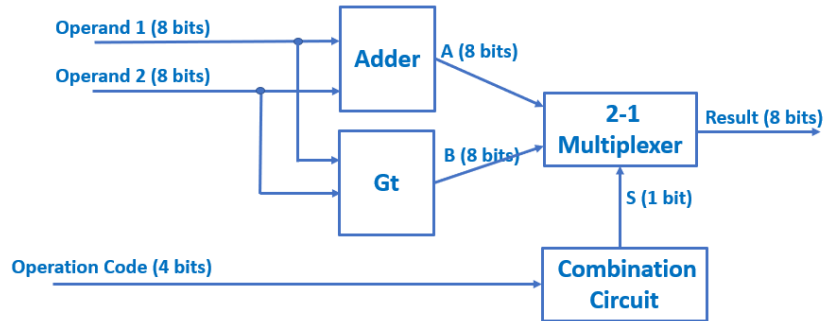 Operand 1 (8 bits)
Operand 2 (8 bits)
Adder
A (8 bits)
Gt
B (8 bits)
2-1
Multiplexer
Result (8 bits)
S (1 bit)
Operation Code (4 bits)
Combination
Circuit